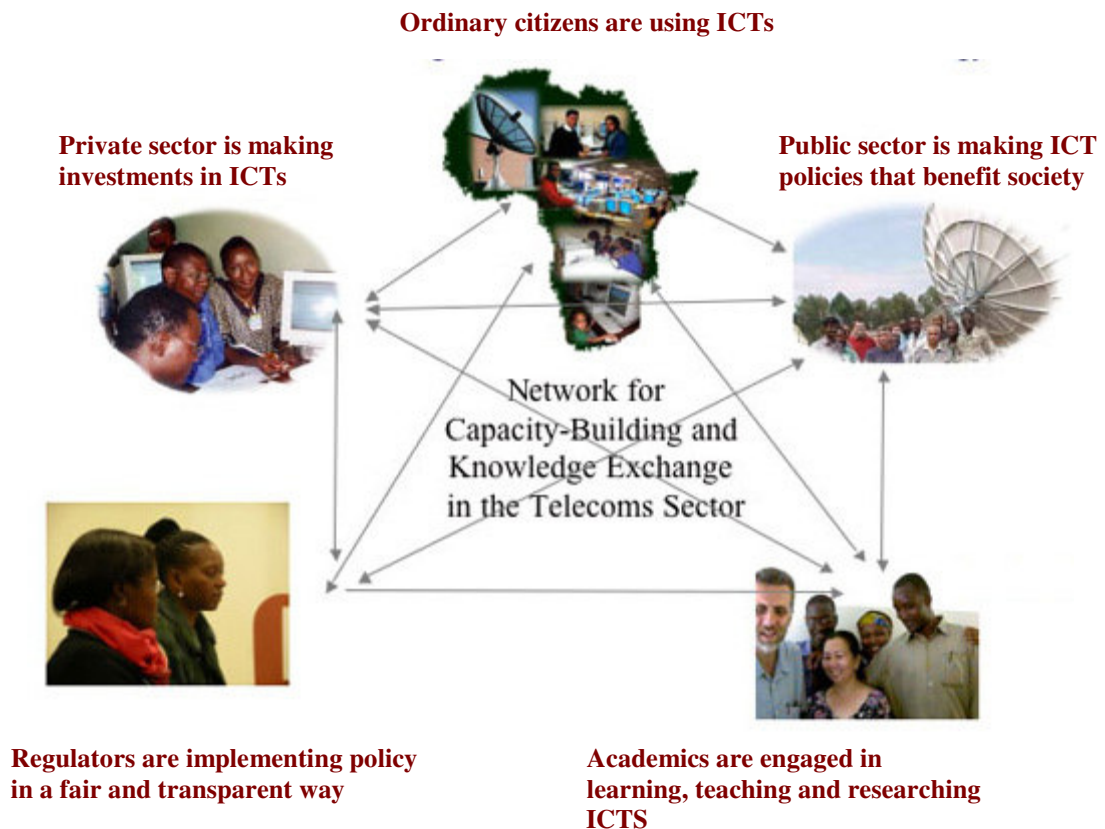 Ordinary citizens are using ICTs
Private sector is making
investments in ICTs
Public sector is making ICT
policies that benefit society
Network for
Capacity-Building and
Knowledge Exchange
in the Telecoms Sector
Regulators are implementing policy
in a fair and transparent way
Academics are engaged in
learning, teaching and researching
ICTS